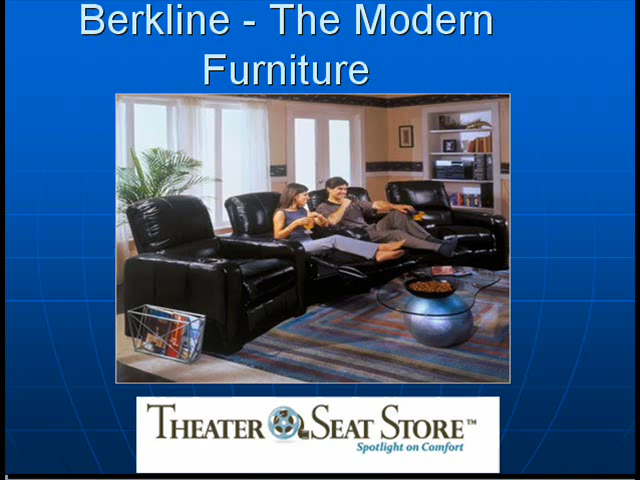 Berkline - The Modern
Furniture
THEATER SEAT STORE™
Spotlight on Comfort